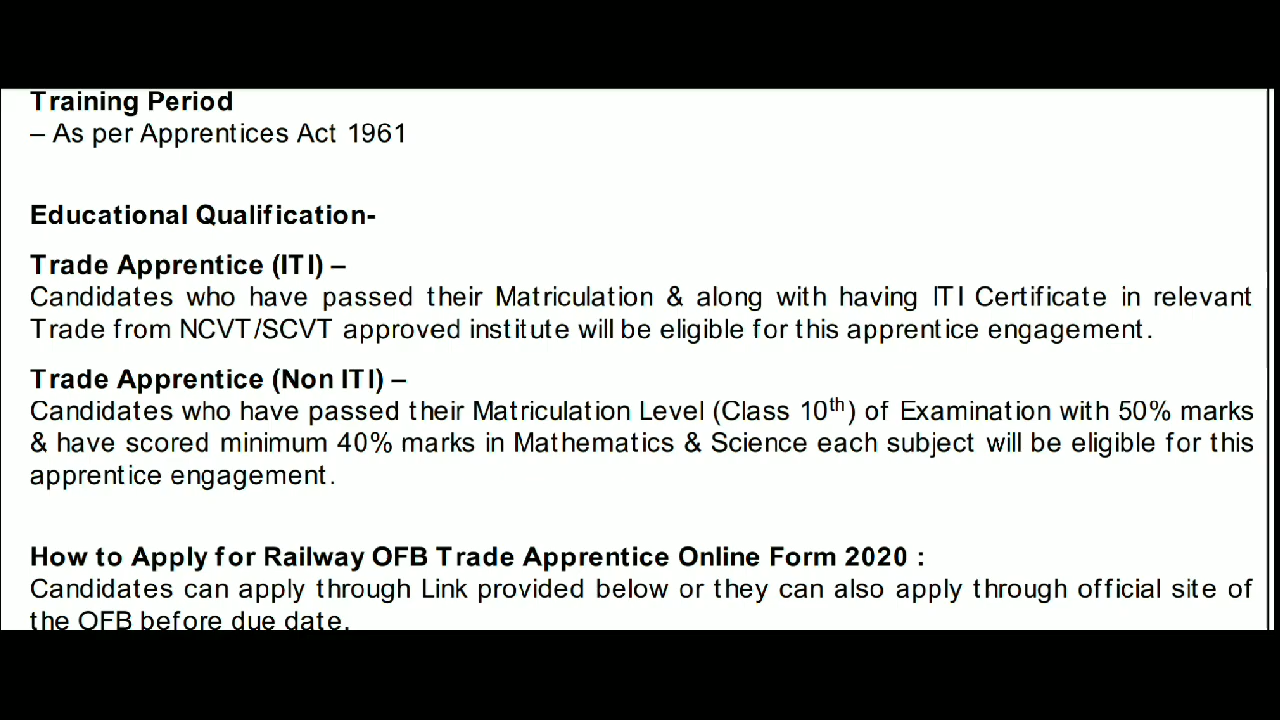 Training Period
– As per Apprentices Act 1961
Educational Qualification-
Trade Apprentice (ITI) –
Candidates who have passed their Matriculation & along with having ITI Certificate in relevant
Trade from NCVT/SCVT approved institute will be eligible for this apprentice engagement.
Trade Apprentice (Non ITI) –
Candidates who have passed their Matriculation Level (Class 10th) of Examination with 50% marks
& have scored minimum 40% marks in Mathematics & Science each subject will be eligible for this
apprentice engagement.
How to Apply for Railway OFB Trade Apprentice Online Form 2020 :
Candidates can apply through Link provided below or they can also apply through official site of
the OFB before due date.